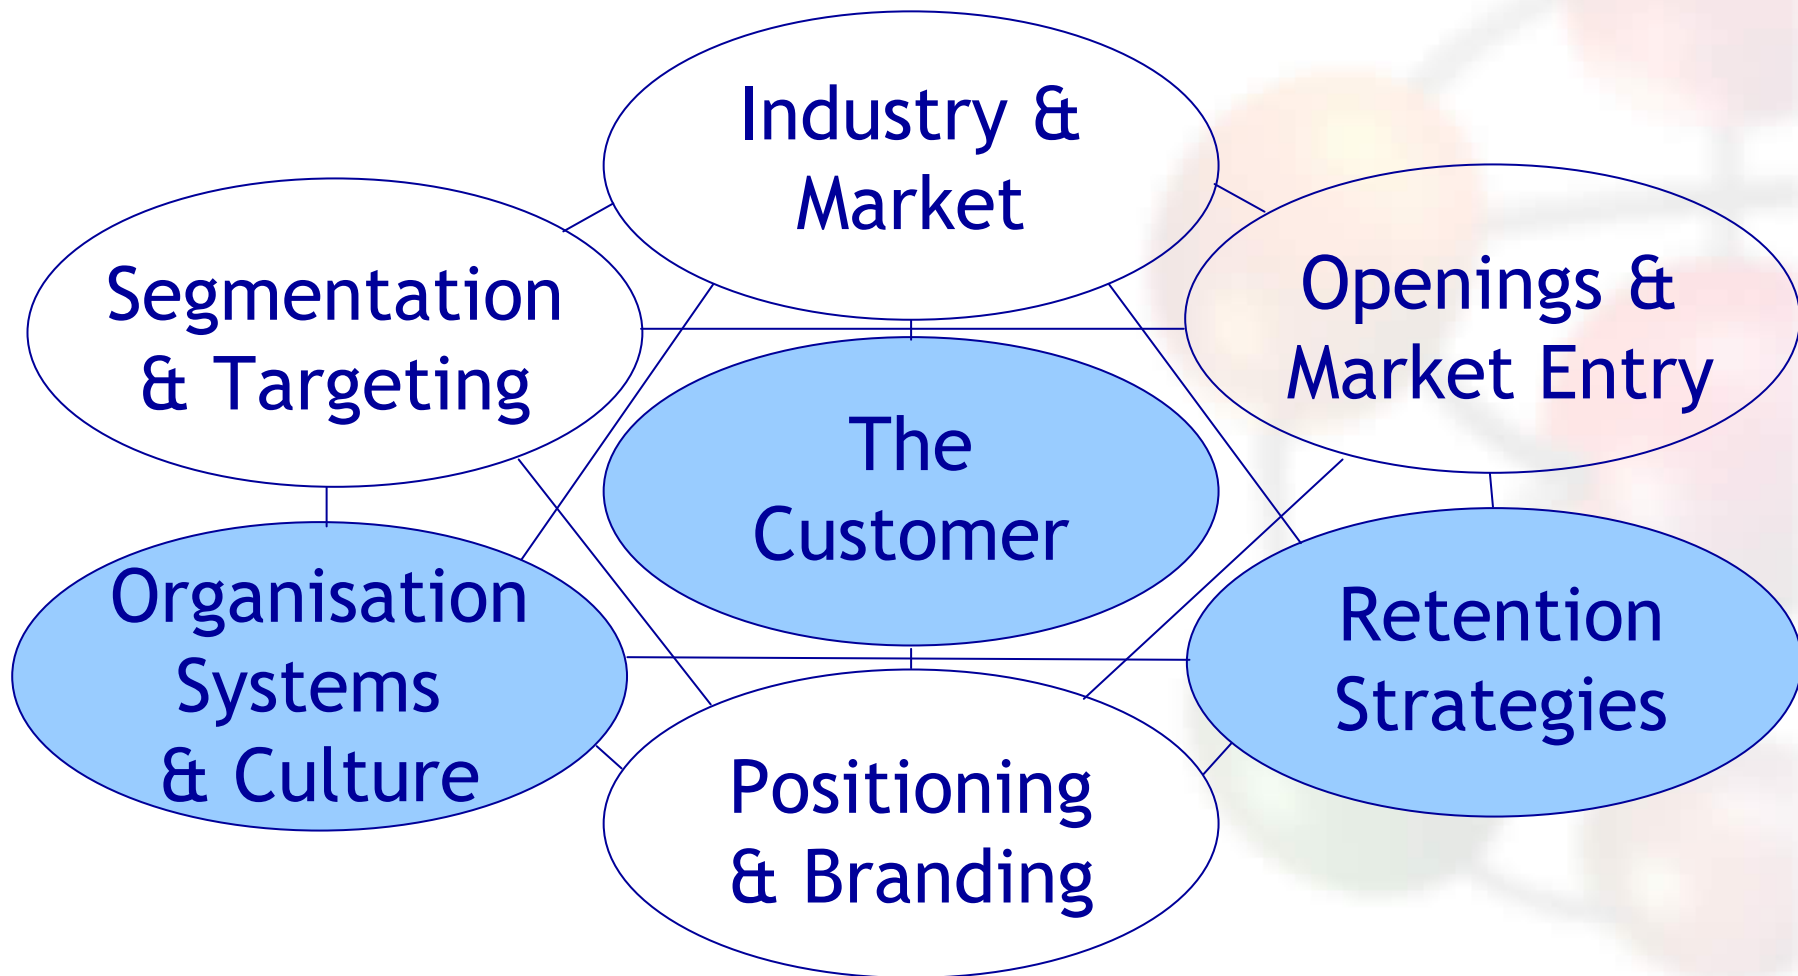 Industry &
Market
Segmentation
& Targeting
Openings &
Market Entry
The
Customer
Organisation
Systems
& Culture
Retention
Strategies
Positioning
& Branding